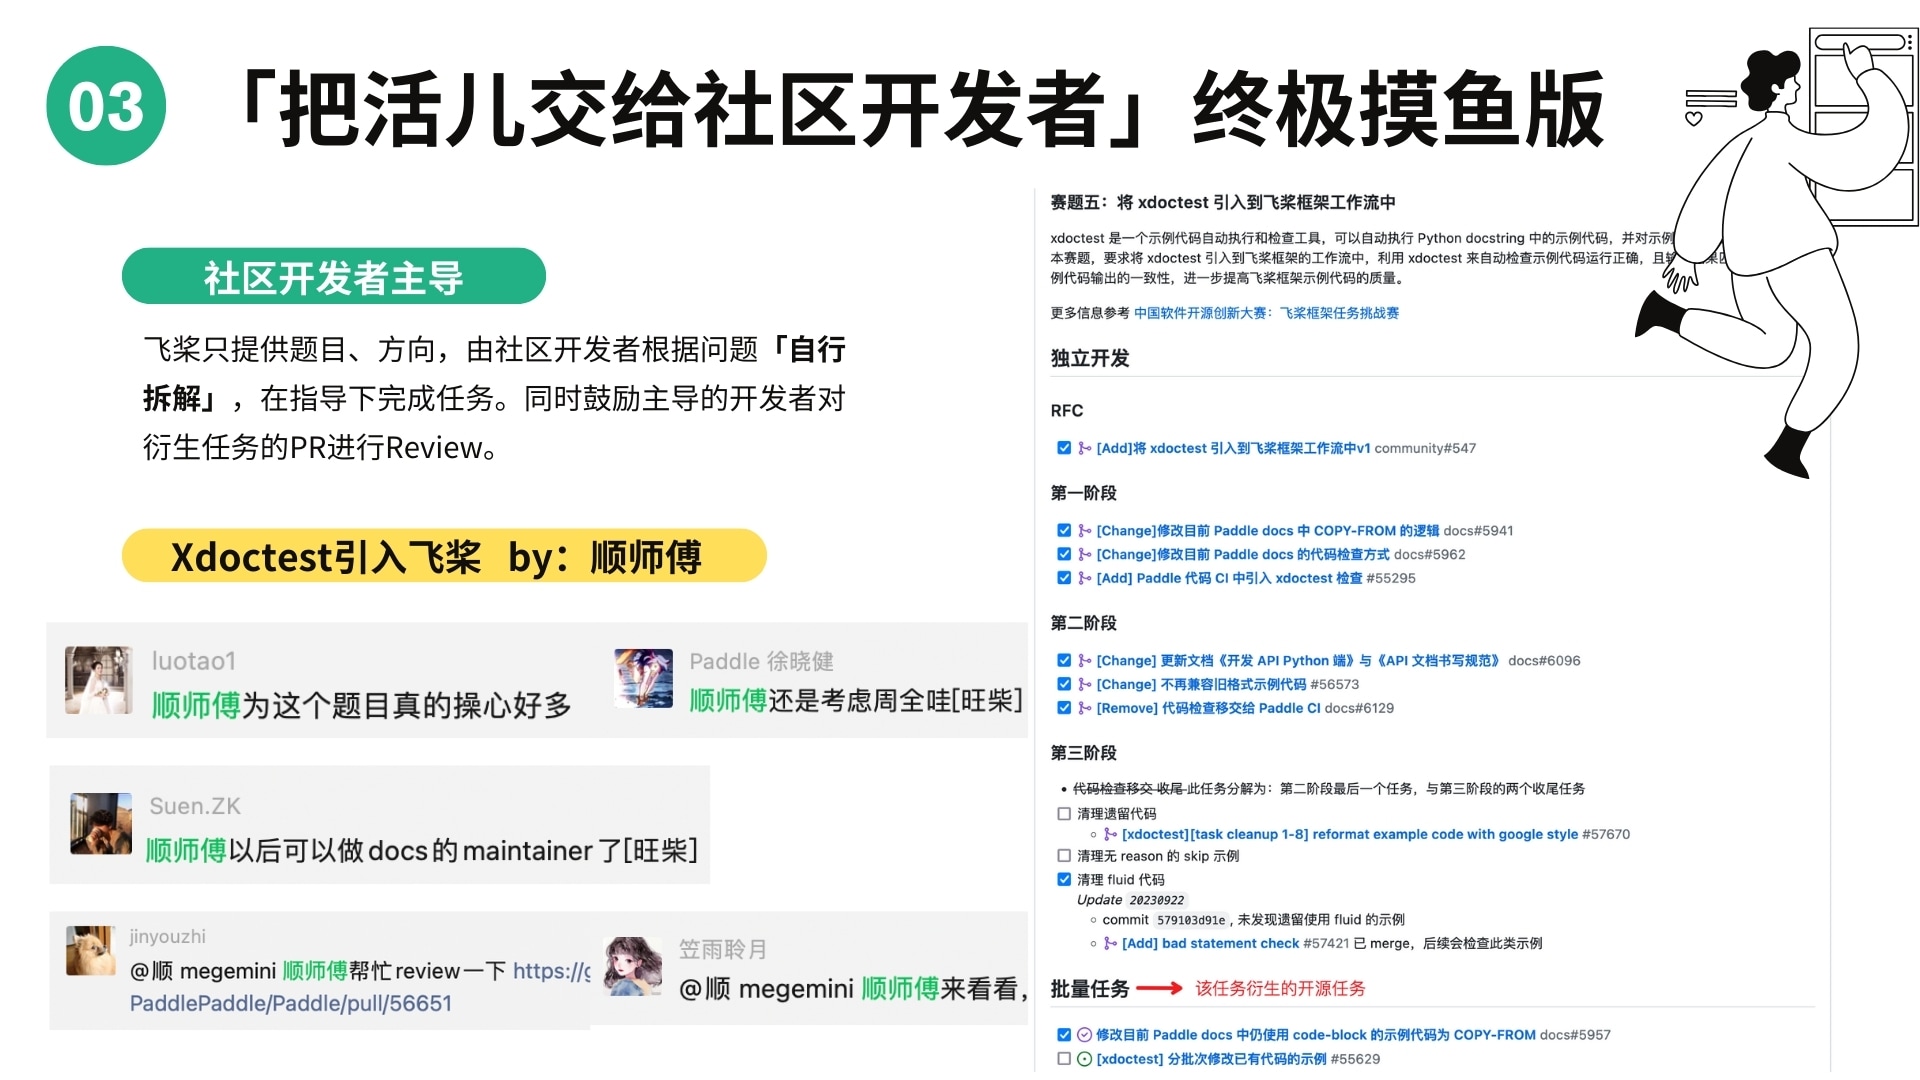 03
「把活儿交给社区开发者」终极摸鱼版
社区开发者主导
飞桨只提供题目、方向，由社区开发者根据问题「自行
拆解」，在指导下完成任务。同时鼓励主导的开发者对
衍生任务的PR进行Review。
Xdoctest引入飞桨 by：顺师傅
luotao1
顺师傅为这个题目真的操心好多
Paddle 徐晓健
顺师傅还是考虑周全哇[旺柴]
Suen.ZK
顺师傅以后可以做docs的maintainer了[旺柴]
jinyouzhi
@顺 megemini 顺师傅帮忙review一下 https://g
PaddlePaddle/Paddle/pull/56651
笠雨聆月
@顺 megemini 顺师傅来看看，
赛题五：将 xdoctest 引入到飞桨框架工作流中
xdoctest 是一个示例代码自动执行和检查工具，可以自动执行 Python docstring 中的示例代码，并对示例
本赛题，要求将 xdoctest 引入到飞桨框架的工作流中，利用 xdoctest 来自动检查示例代码运行正确，且
例代码输出的一致性，进一步提高飞桨框架示例代码的质量。
更多信息参考 中国软件开源创新大赛：飞桨框架任务挑战赛
独立开发
RFC
[Add]将 xdoctest 引入到飞桨框架工作流中v1 community#547
第一阶段
[Change]修改目前 Paddle docs 中 COPY-FROM 的逻辑 docs#5941
[Change]修改目前 Paddle docs 的代码检查方式 docs#5962
[Add] Paddle 代码 CI 中引入 xdoctest 检查 #55295
第二阶段
[Change] 更新文档《开发 API Python 端》与《API 文档书写规范》 docs#6096
[Change] 不再兼容旧格式示例代码 #56573
[Remove] 代码检查移交给 Paddle CI docs#6129
第三阶段
代码检查移交 收尾 此任务分解为：第二阶段最后一个任务，与第三阶段的两个收尾任务
清理遗留代码
[xdoctest][task cleanup 1-8] reformat example code with google style #57670
清理无 reason 的 skip 示例
清理 fluid 代码
Update 20230922
commit 579103d91e，未发现遗留使用 fluid 的示例
[Add] bad statement check #57421 已 merge，后续会检查此类示例
批量任务 该任务衍生的开源任务
修改目前 Paddle docs 中仍使用 code-block 的示例代码为 COPY-FROM docs#5957
[xdoctest] 分批次修改已有代码的示例 #55629